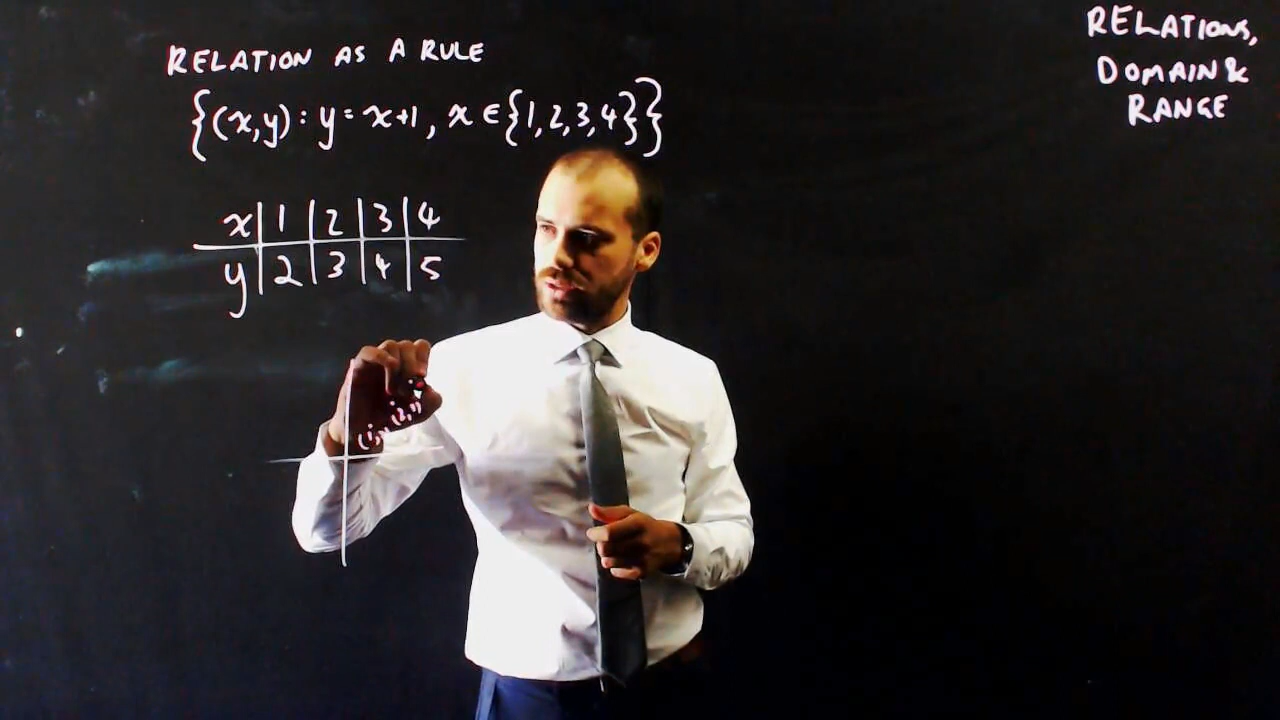 RELATION AS A RULE
{(x,y) : y = x+1, x ∈ {1,2,3,4}}
x | 1 | 2 | 3 | 4
y | 2 | 3 | 4 | 5
RELATIONS,
DOMAIN &
RANGE